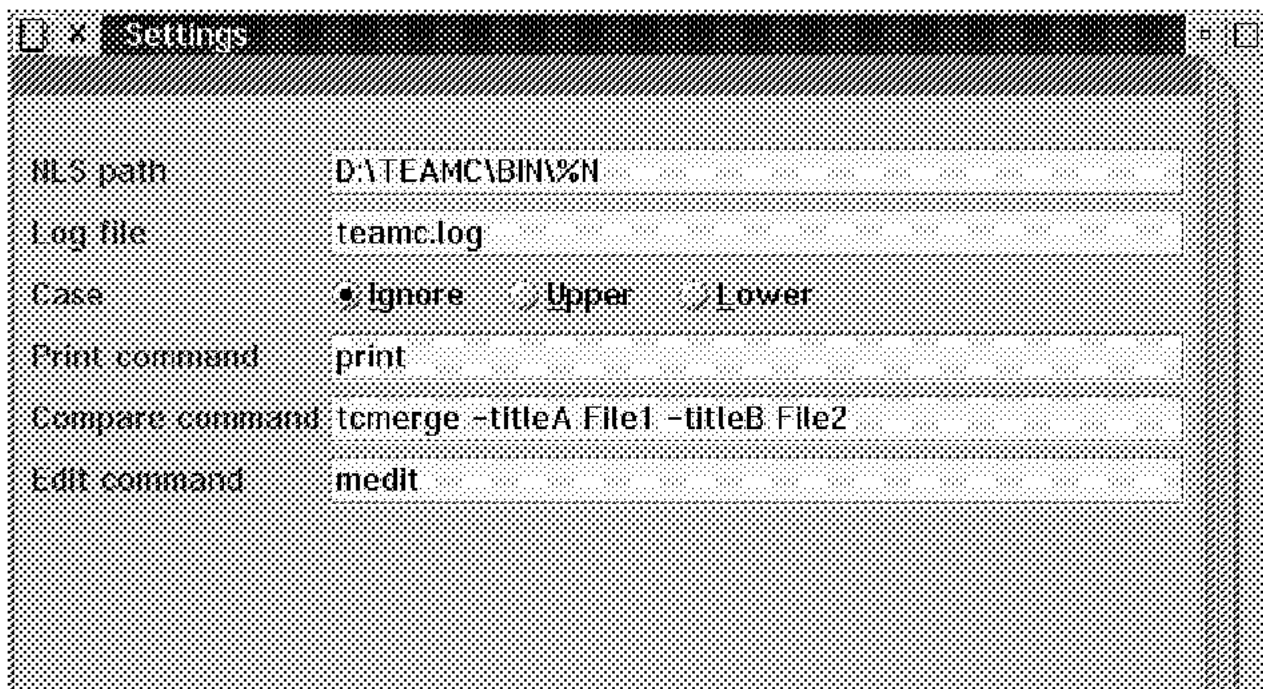 Settings
NLS path D:\TEAMC\BIN\%N
Log file teamc.log
Case Ignore Upper Lower
Print command print
Compare command tcmerge -titleA File1 -titleB File2
Edit command medit